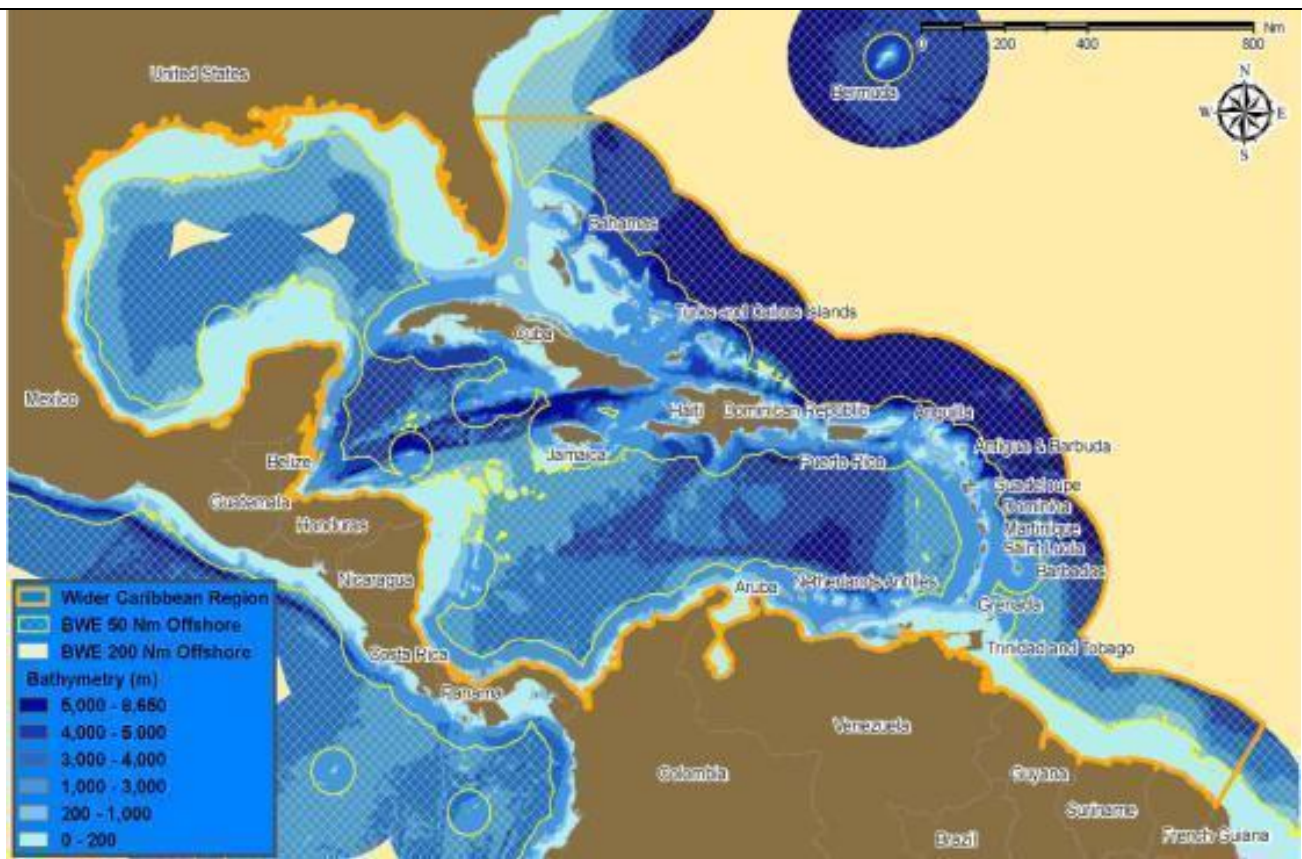 Nm
0 200 400 800
United States
Bermuda
N
W E
S
Bahamas
Turks and Caicos Islands
Cuba
Mexico
Haiti Dominican Republic
Anguilla
Jamaica
Antigua & Barbuda
Belize
Puerto Rico
Guadeloupe
Guatemala
Dominica
Honduras
Martinique
Saint Lucia
Barbados
Nicaragua
Aruba
Netherlands Antilles
Grenada
Costa Rica
Trinidad and Tobago
Panama
Venezuela
Colombia
Guyana
Suriname
French Guiana
Brazil
Wider Caribbean Region
BWE 50 Nm Offshore
BWE 200 Nm Offshore
Bathymetry (m)
5,000 - 8,650
4,000 - 5,000
3,000 - 4,000
1,000 - 3,000
200 - 1,000
0 - 200